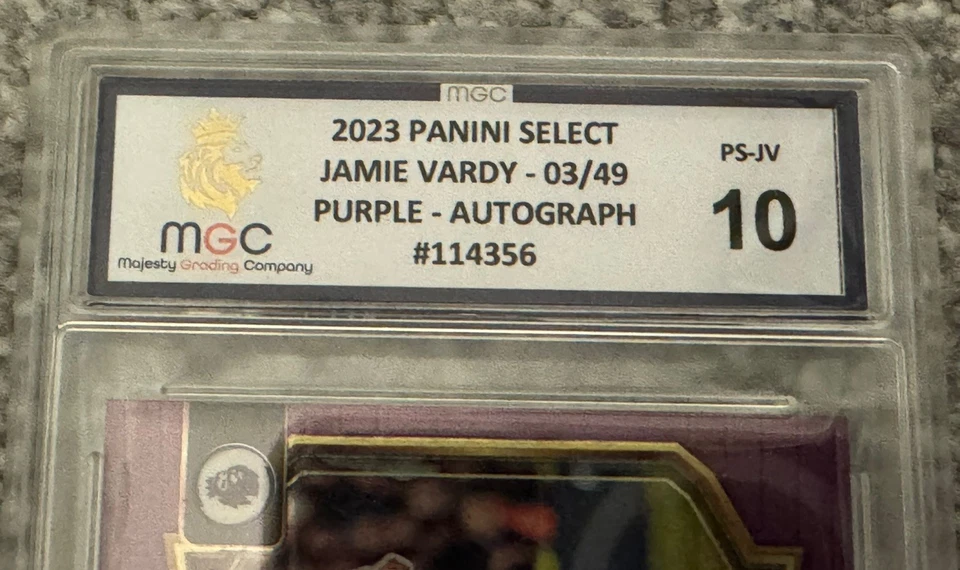 mGC
2023 PANINI SELECT
JAMIE VARDY - 03/49
PURPLE - AUTOGRAPH
#114356
mGC
Majesty Grading Company
PS-JV
10